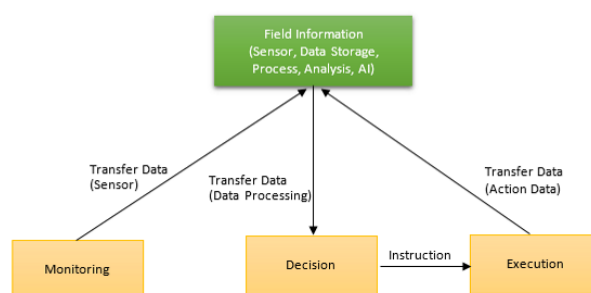 Field Information
(Sensor, Data Storage,
Process, Analysis, AI)
Transfer Data
(Sensor)
Transfer Data
(Data Processing)
Transfer Data
(Action Data)
Monitoring
Decision
Instruction
Execution